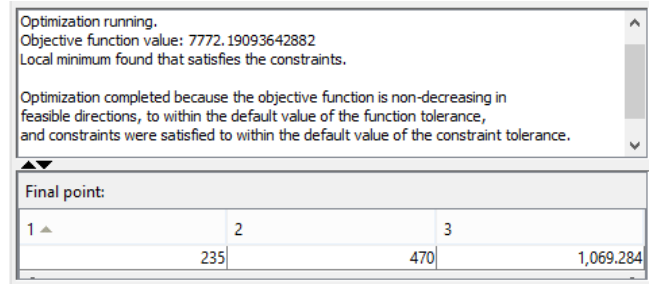 Optimization running.
Objective function value: 7772.19093642882
Local minimum found that satisfies the constraints.
Optimization completed because the objective function is non-decreasing in
feasible directions, to within the default value of the function tolerance,
and constraints were satisfied to within the default value of the constraint tolerance.
Final point:
1 2 3
235 470 1,069.284